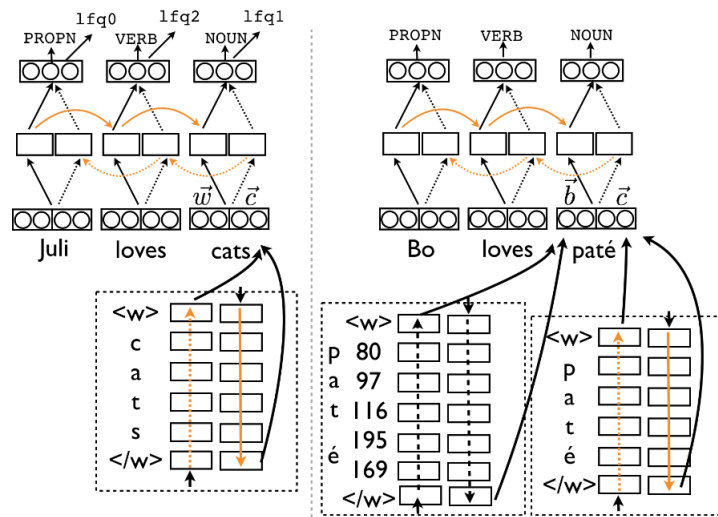 lfq0 lfq2 lfq1
PROPN VERB NOUN
w⃗ c⃗
Juli loves cats
<w>
c
a
t
s
</w>
PROPN VERB NOUN
b⃗ c⃗
Bo loves paté
<w>
p 80
a 97
t 116
195
é 169
</w>
<w>
p
a
t
é
</w>